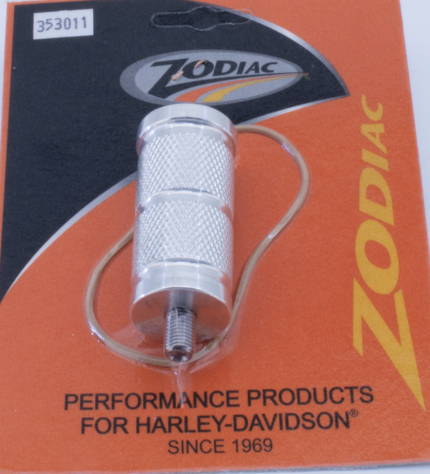 353011
ZODIAC
ZODIAC
PERFORMANCE PRODUCTS
FOR HARLEY-DAVIDSON®
SINCE 1969